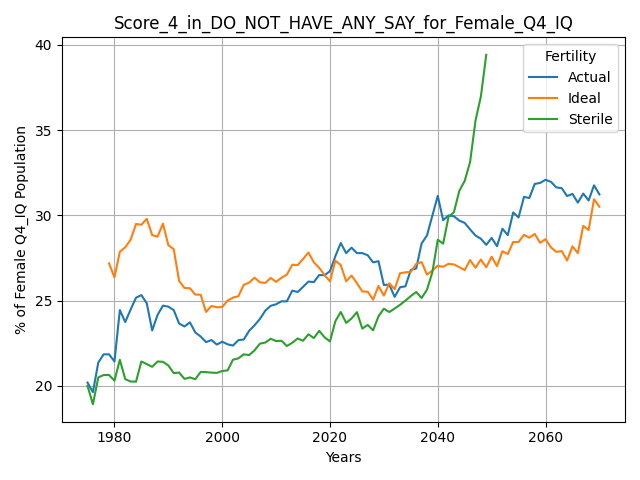 Score_4_in_DO_NOT_HAVE_ANY_SAY_for_Female_Q4_IQ
% of Female Q4_IQ Population
40
35
30
25
20
Fertility
Actual
Ideal
Sterile
1980
2000
2020
2040
2060
Years